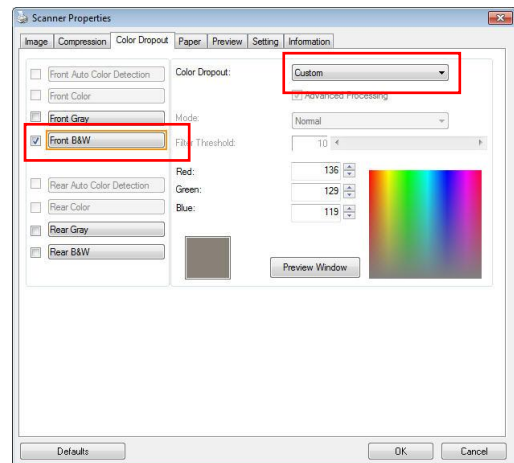 Scanner Properties
Image Compression Color Dropout Paper Preview Setting Information
Front Auto Color Detection
Front Color
Front Gray
Front B&W
Rear Auto Color Detection
Rear Color
Rear Gray
Rear B&W
Color Dropout: Custom
Advanced Processing
Mode: Normal
Filter Threshold: 10
Red: 136
Green: 129
Blue: 119
Preview Window
Defaults OK Cancel